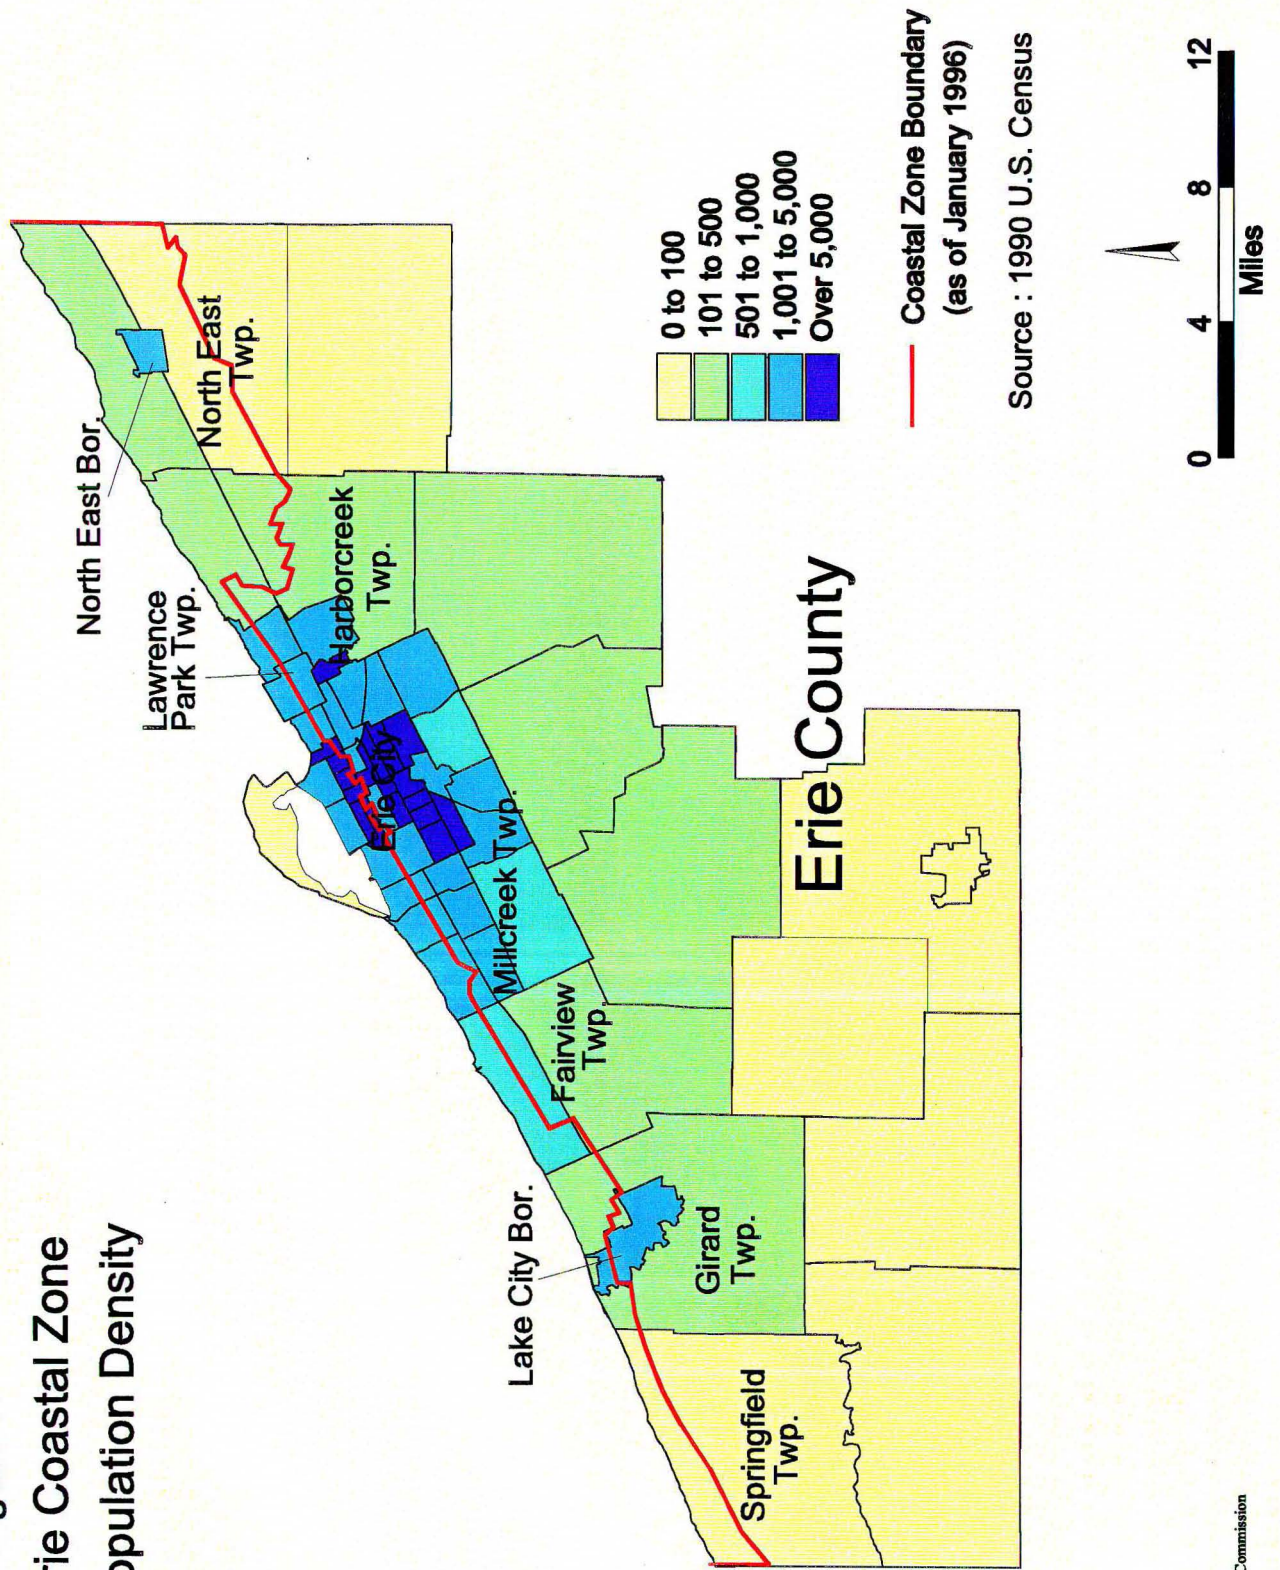 rie Coastal Zone
opulation Density
North East Bor.
North East
Twp.
Lawrence
Park Twp.
Harborcreek
Twp.
Erie City
Millcreek Twp.
Fairview
Twp.
Lake City Bor.
Girard
Twp.
Springfield
Twp.
Erie County
0 to 100
101 to 500
501 to 1,000
1,001 to 5,000
Over 5,000
Coastal Zone Boundary
(as of January 1996)
Source : 1990 U.S. Census
0 4 8 12
Miles
Commission